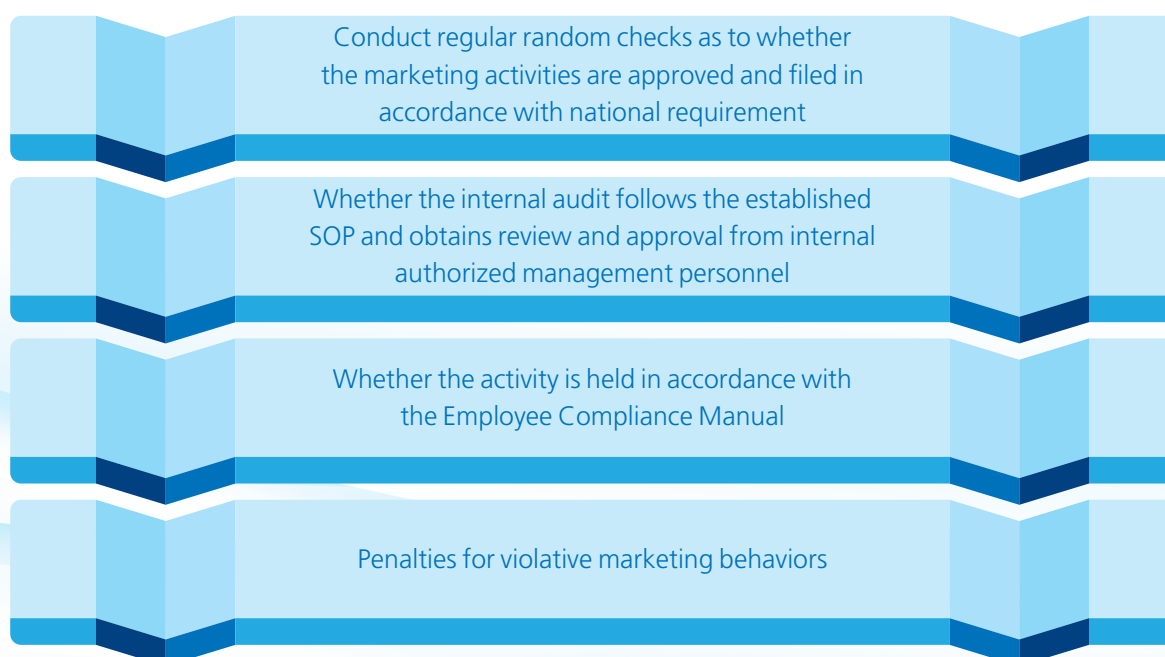 Conduct regular random checks as to whether
the marketing activities are approved and filed in
accordance with national requirement
Whether the internal audit follows the established
SOP and obtains review and approval from internal
authorized management personnel
Whether the activity is held in accordance with
the Employee Compliance Manual
Penalties for violative marketing behaviors